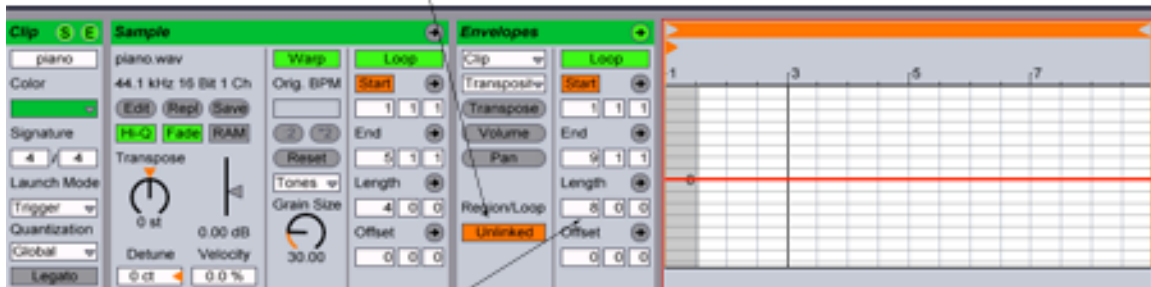 Clip S E
piano
Color
Signature
4 / 4
Launch Mode
Trigger
Quantization
Global
Legato
Sample
piano.wav
44.1 kHz 16 Bit 1 Ch
Edit Repl Save
Hi-Q Fade RAM
Transpose
0 st
0.00 dB
Detune Velocity
0 ct 0.0 %
Warp
Orig. BPM
:2 *2
Reset
Tones
Grain Size
30.00
Loop
Start
1 1 1
End
5 1 1
Length
4 0 0
Offset
0 0 0
Envelopes
Clip
Transposit
Transpose
Volume
Pan
Region/Loop
Unlinked
Loop
Start
1 1 1
End
9 1 1
Length
8 0 0
Offset
0 0 0
1 3 5 7
0